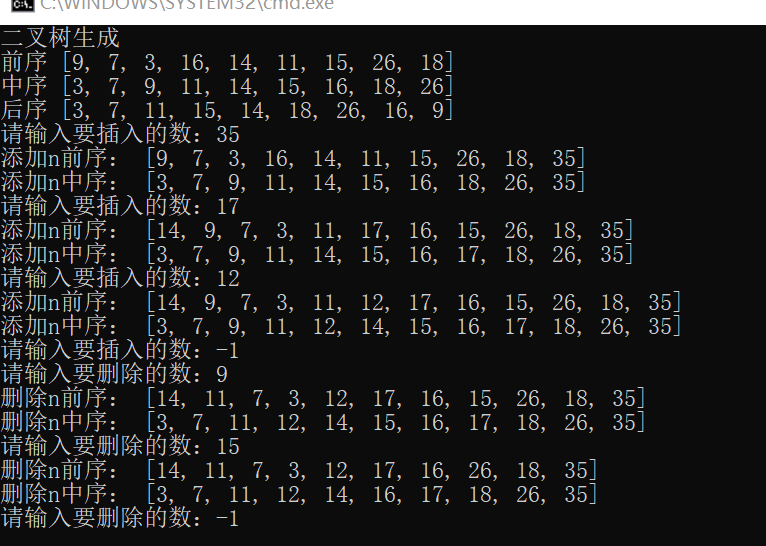 C:\WINDOWS\SYSTEM32\cmd.exe
二叉树生成
前序 [9, 7, 3, 16, 14, 11, 15, 26, 18]
中序 [3, 7, 9, 11, 14, 15, 16, 18, 26]
后序 [3, 7, 11, 15, 14, 18, 26, 16, 9]
请输入要插入的数：35
添加n前序： [9, 7, 3, 16, 14, 11, 15, 26, 18, 35]
添加n中序： [3, 7, 9, 11, 14, 15, 16, 18, 26, 35]
请输入要插入的数：17
添加n前序： [14, 9, 7, 3, 11, 17, 16, 15, 26, 18, 35]
添加n中序： [3, 7, 9, 11, 14, 15, 16, 17, 18, 26, 35]
请输入要插入的数：12
添加n前序： [14, 9, 7, 3, 11, 12, 17, 16, 15, 26, 18, 35]
添加n中序： [3, 7, 9, 11, 12, 14, 15, 16, 17, 18, 26, 35]
请输入要插入的数：-1
请输入要删除的数：9
删除n前序： [14, 11, 7, 3, 12, 17, 16, 15, 26, 18, 35]
删除n中序： [3, 7, 11, 12, 14, 15, 16, 17, 18, 26, 35]
请输入要删除的数：15
删除n前序： [14, 11, 7, 3, 12, 17, 16, 26, 18, 35]
删除n中序： [3, 7, 11, 12, 14, 16, 17, 18, 26, 35]
请输入要删除的数：-1